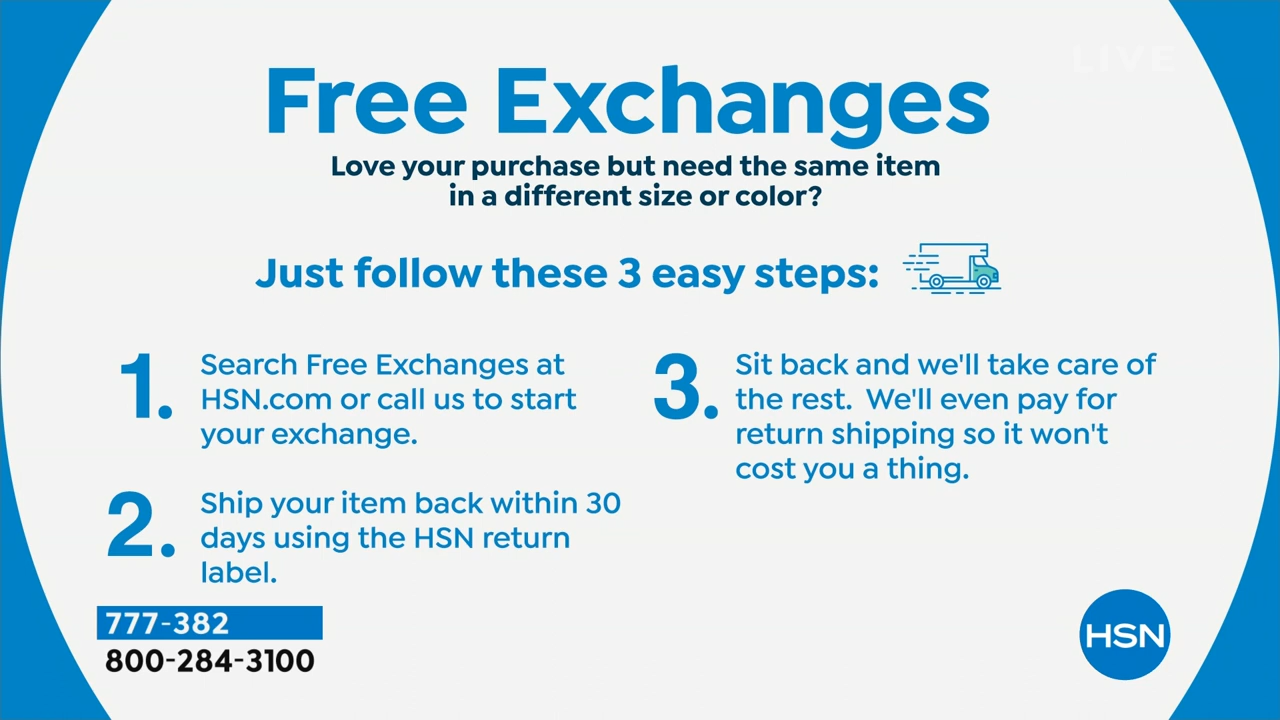 LIVE
Free Exchanges
Love your purchase but need the same item
in a different size or color?
Just follow these 3 easy steps:
1. Search Free Exchanges at
HSN.com or call us to start
your exchange.
2. Ship your item back within 30
days using the HSN return
label.
3. Sit back and we'll take care of
the rest. We'll even pay for
return shipping so it won't
cost you a thing.
777-382
800-284-3100
HSN